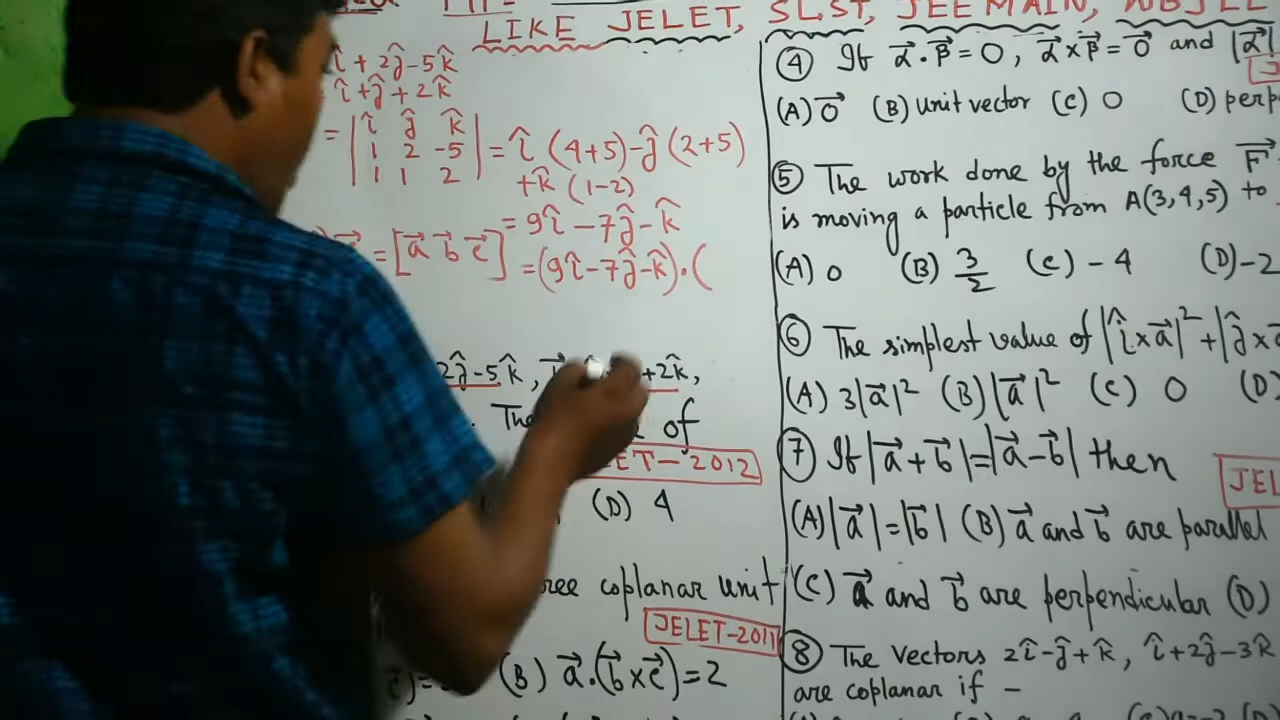 LIKE JELET, SLST, JEE MAIN, WBJEE
î + 2ĵ - 5k̂
î + ĵ + 2k̂
= | î ĵ k̂ |
| 1 2 -5 |
| 1 1 2 |
= î (4+5) - ĵ (2+5)
+ k̂ (1-2)
= 9î - 7ĵ - k̂
= [a⃗ b⃗ c⃗] = (9î - 7ĵ - k̂) · (
2ĵ - 5k̂, + 2k̂,
of
ET - 2012
(D) 4
coplanar unit
JELET-2011
(B) a⃗.(b⃗ x c⃗) = 2
④ If α⃗ . β⃗ = 0, α⃗ x β⃗ = 0⃗ and |α⃗|
(A) 0⃗ (B) unit vector (C) 0 (D)
⑤ The work done by the force F⃗
is moving a particle from A(3,4,5) to
(A) 0 (B) 3/2 (C) - 4 (D) -2
⑥ The simplest value of |î x a⃗|² + |ĵ x
(A) 3|a⃗|² (B) |a⃗|² (C) 0 (D)
⑦ If |a⃗ + b⃗| = |a⃗ - b⃗| then
JEL
(A) |a⃗| = |b⃗| (B) a⃗ and b⃗ are parallel
(C) a⃗ and b⃗ are perpendicular (D)
⑧ The vectors 2î - ĵ + k̂, î + 2ĵ - 3k̂
are coplanar if -